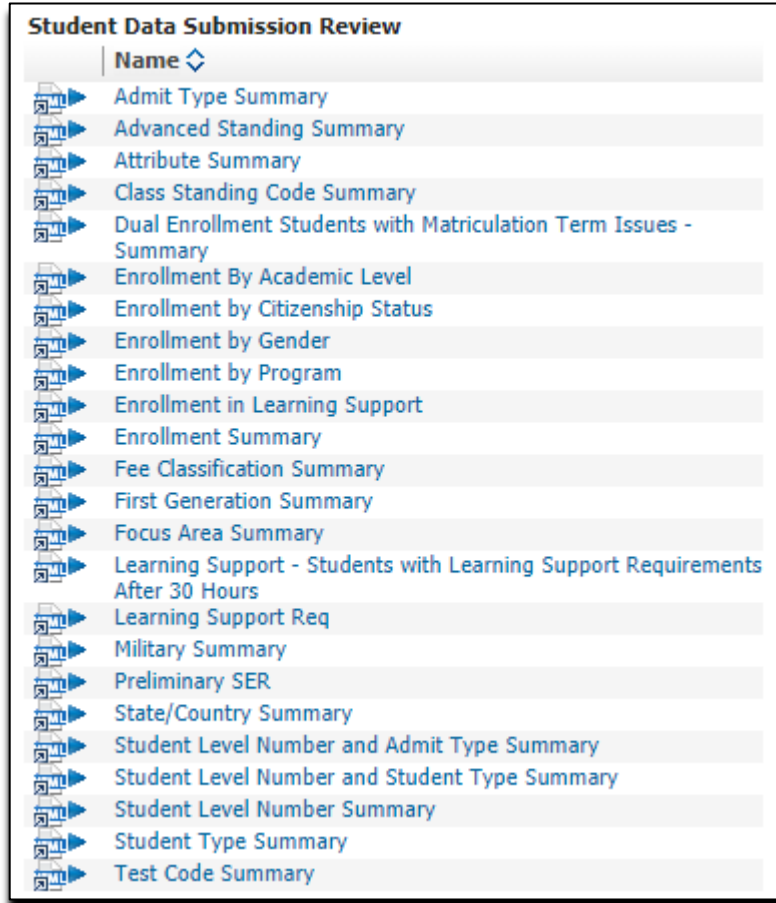 Student Data Submission Review
Name
Admit Type Summary
Advanced Standing Summary
Attribute Summary
Class Standing Code Summary
Dual Enrollment Students with Matriculation Term Issues -
Summary
Enrollment By Academic Level
Enrollment by Citizenship Status
Enrollment by Gender
Enrollment by Program
Enrollment in Learning Support
Enrollment Summary
Fee Classification Summary
First Generation Summary
Focus Area Summary
Learning Support - Students with Learning Support Requirements
After 30 Hours
Learning Support Req
Military Summary
Preliminary SER
State/Country Summary
Student Level Number and Admit Type Summary
Student Level Number and Student Type Summary
Student Level Number Summary
Student Type Summary
Test Code Summary